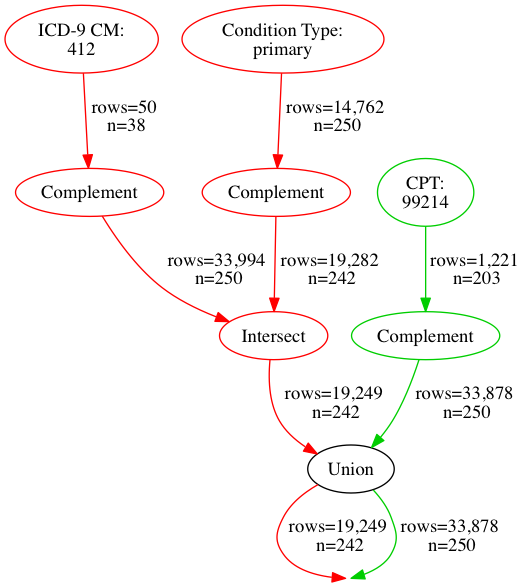 ICD-9 CM:
412
Condition Type:
primary
rows=50
n=38
rows=14,762
n=250
Complement
Complement
CPT:
99214
rows=33,994
n=250
rows=19,282
n=242
rows=1,221
n=203
Intersect
Complement
rows=19,249
n=242
rows=33,878
n=250
Union
rows=19,249
n=242
rows=33,878
n=250